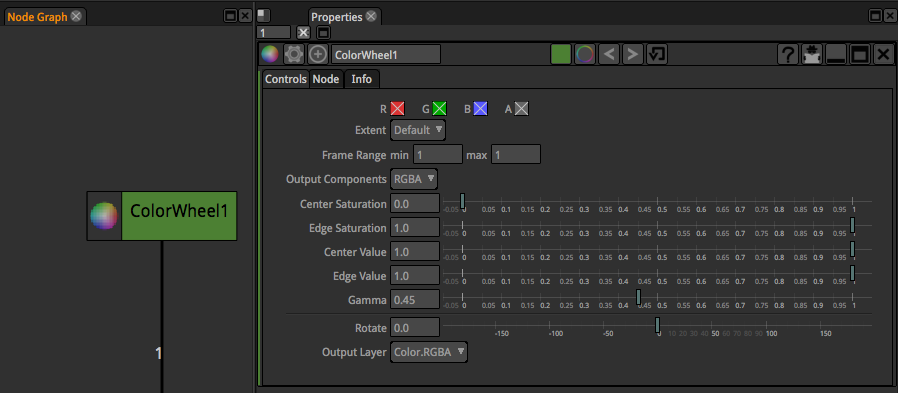 Node Graph
Properties
1
ColorWheel1
Controls Node Info
R G B A
Extent Default
Frame Range min 1 max 1
Output Components RGBA
Center Saturation 0.0
-0.05 0 0.05 0.1 0.15 0.2 0.25 0.3 0.35 0.4 0.45 0.5 0.55 0.6 0.65 0.7 0.75 0.8 0.85 0.9 0.95 1
Edge Saturation 1.0
-0.05 0 0.05 0.1 0.15 0.2 0.25 0.3 0.35 0.4 0.45 0.5 0.55 0.6 0.65 0.7 0.75 0.8 0.85 0.9 0.95 1
Center Value 1.0
-0.05 0 0.05 0.1 0.15 0.2 0.25 0.3 0.35 0.4 0.45 0.5 0.55 0.6 0.65 0.7 0.75 0.8 0.85 0.9 0.95 1
Edge Value 1.0
-0.05 0 0.05 0.1 0.15 0.2 0.25 0.3 0.35 0.4 0.45 0.5 0.55 0.6 0.65 0.7 0.75 0.8 0.85 0.9 0.95 1
Gamma 0.45
-0.05 0 0.05 0.1 0.15 0.2 0.25 0.3 0.35 0.4 0.45 0.5 0.55 0.6 0.65 0.7 0.75 0.8 0.85 0.9 0.95 1
Rotate 0.0
-150 -100 -50 0 10 20 30 40 50 60 70 80 90 100 150
Output Layer Color.RGBA
ColorWheel1
1